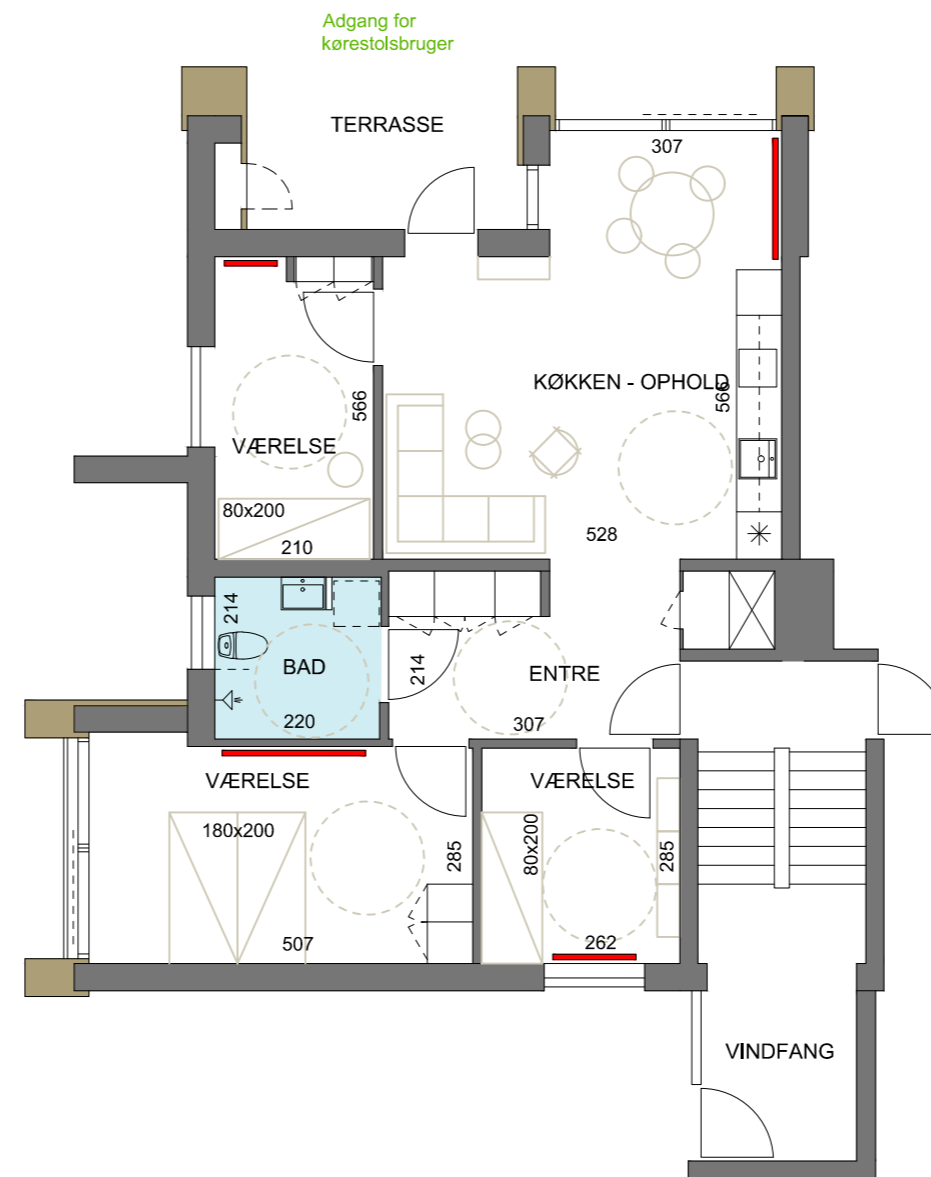 Adgang for
kørestolsbruger
TERRASSE
307
KØKKEN - OPHOLD
566
566
VÆRELSE
80x200
210
528
214
BAD
220
214
ENTRE
307
VÆRELSE
180x200
285
507
VÆRELSE
80x200
285
262
VINDFANG